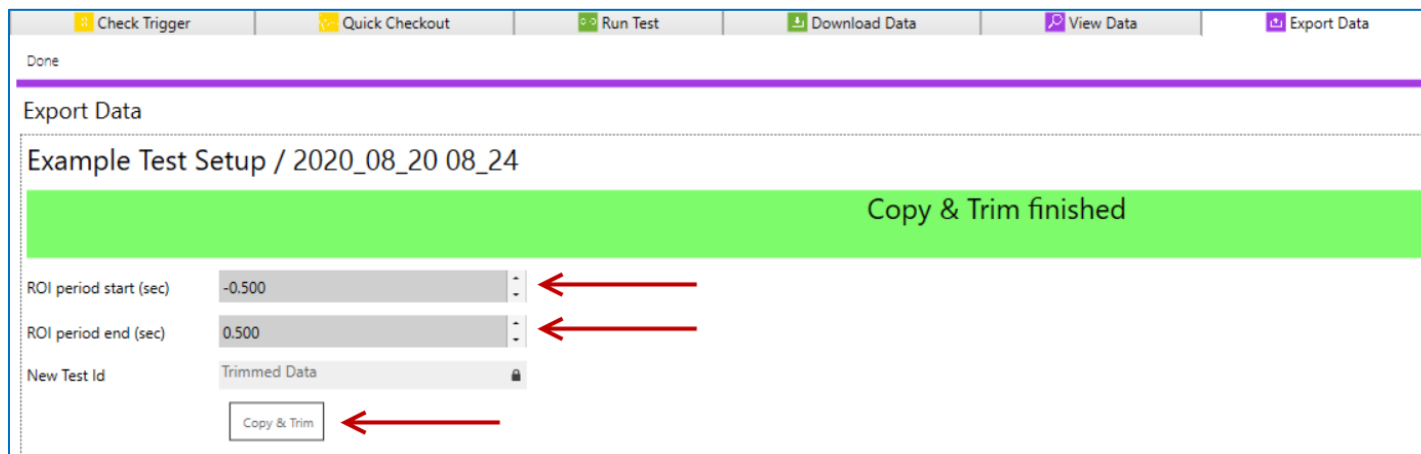 Check Trigger Quick Checkout Run Test Download Data View Data Export Data
Done
Export Data
Example Test Setup / 2020_08_20 08_24
Copy & Trim finished
ROI period start (sec) -0.500
ROI period end (sec) 0.500
New Test Id Trimmed Data
Copy & Trim